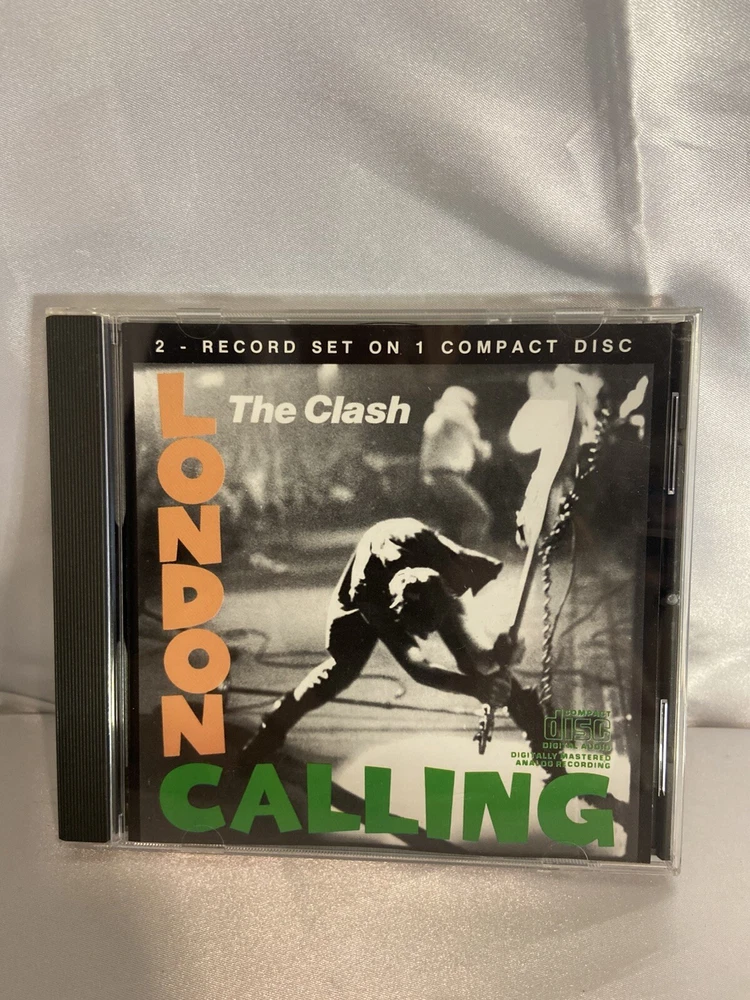 2 - RECORD SET ON 1 COMPACT DISC
The Clash
LONDON
CALLING
COMPACT
disc
DIGITAL AUDIO
DIGITALLY MASTERED
ANALOG RECORDING